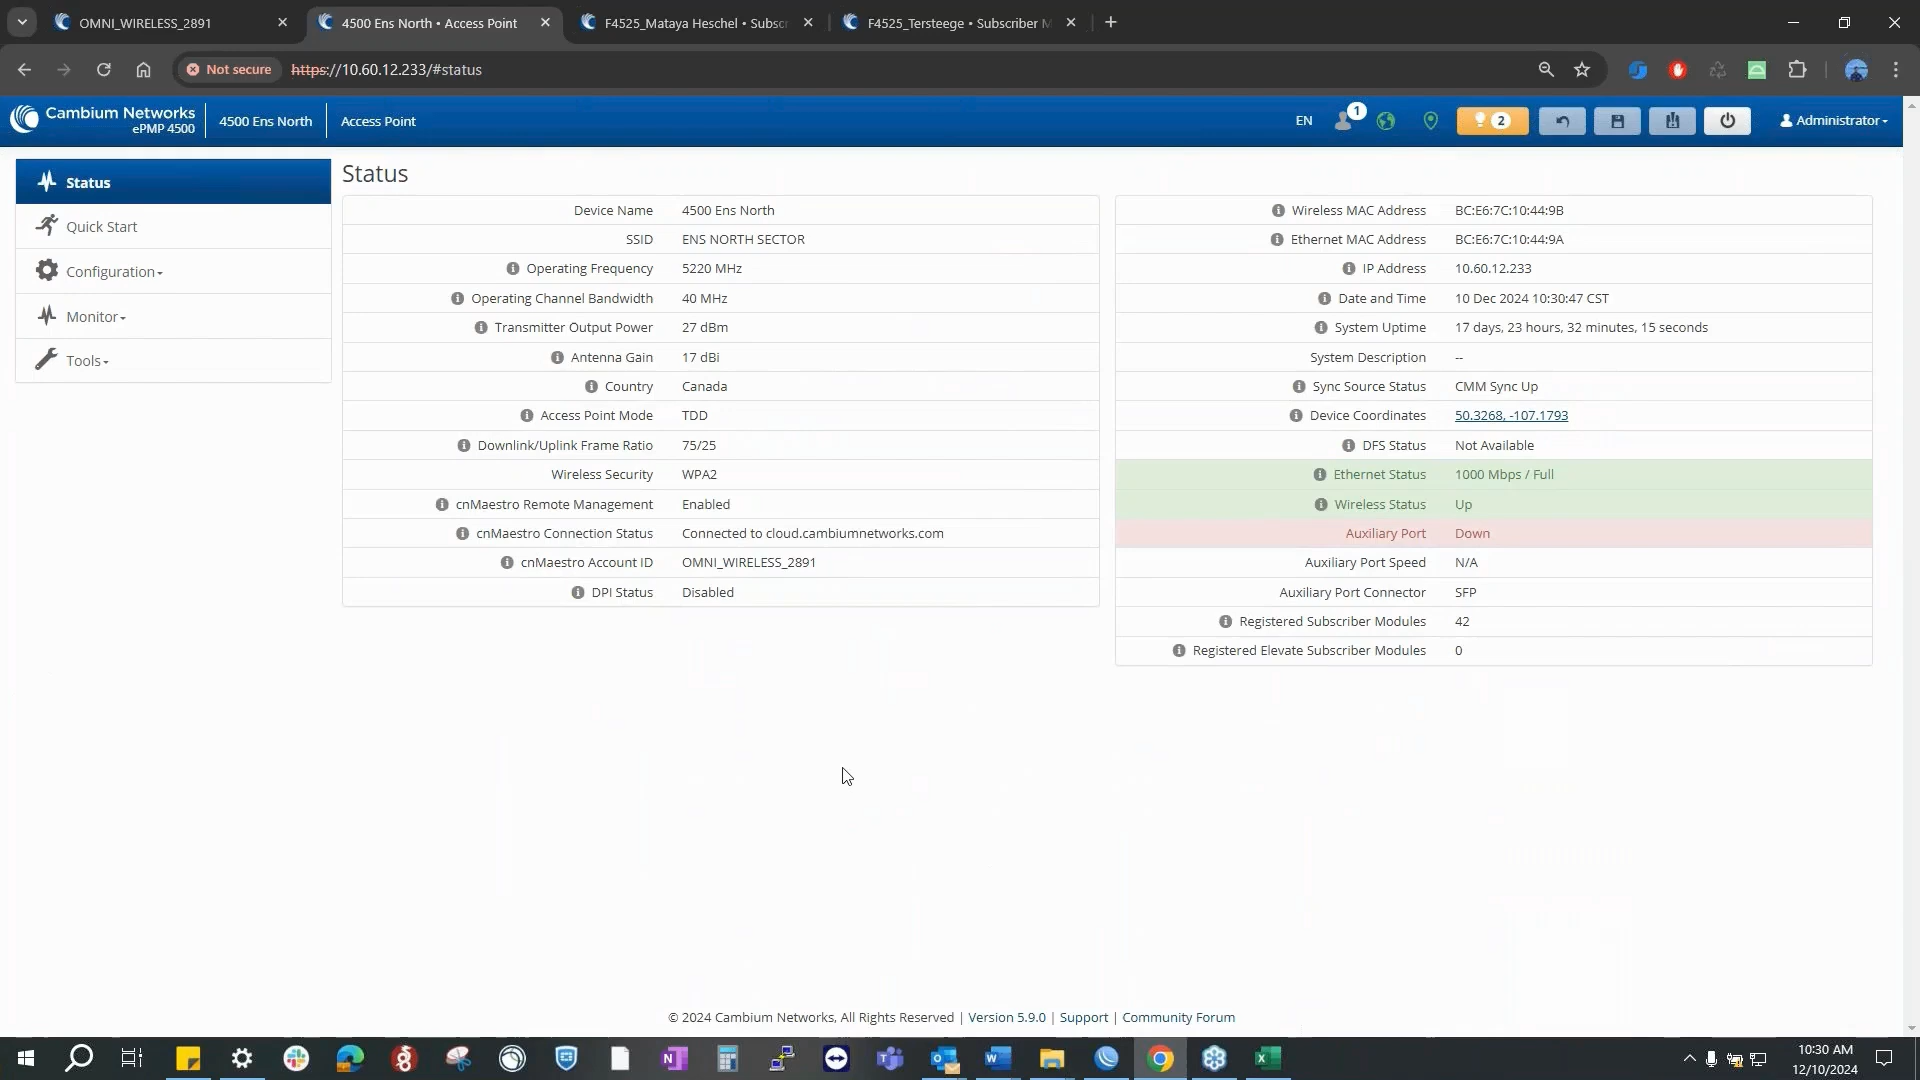 OMNI_WIRELESS_2891
4500 Ens North • Access Point
F4525_Mataya Heschel • Subsc
F4525_Tersteege • Subscriber M
Not secure
https://10.60.12.233/#status
Cambium Networks
ePMP 4500
4500 Ens North
Access Point
EN
1
2
Administrator
Status
Quick Start
Configuration
Monitor
Tools
Status
Device Name 4500 Ens North
SSID ENS NORTH SECTOR
Operating Frequency 5220 MHz
Operating Channel Bandwidth 40 MHz
Transmitter Output Power 27 dBm
Antenna Gain 17 dBi
Country Canada
Access Point Mode TDD
Downlink/Uplink Frame Ratio 75/25
Wireless Security WPA2
cnMaestro Remote Management Enabled
cnMaestro Connection Status Connected to cloud.cambiumnetworks.com
cnMaestro Account ID OMNI_WIRELESS_2891
DPI Status Disabled
Wireless MAC Address BC:E6:7C:10:44:9B
Ethernet MAC Address BC:E6:7C:10:44:9A
IP Address 10.60.12.233
Date and Time 10 Dec 2024 10:30:47 CST
System Uptime 17 days, 23 hours, 32 minutes, 15 seconds
System Description --
Sync Source Status CMM Sync Up
Device Coordinates 50.3268, -107.1793
DFS Status Not Available
Ethernet Status 1000 Mbps / Full
Wireless Status Up
Auxiliary Port Down
Auxiliary Port Speed N/A
Auxiliary Port Connector SFP
Registered Subscriber Modules 42
Registered Elevate Subscriber Modules 0
© 2024 Cambium Networks, All Rights Reserved | Version 5.9.0 | Support | Community Forum
10:30 AM
12/10/2024